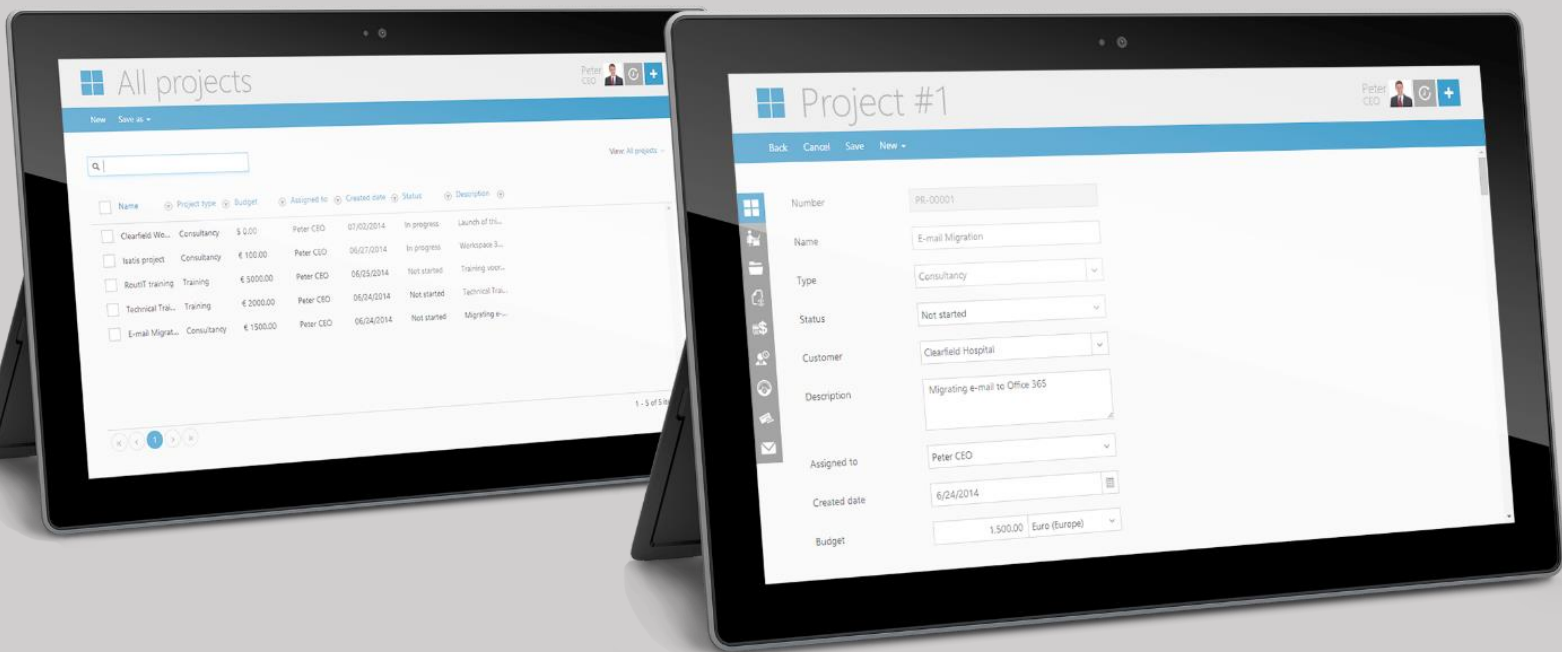 All projects
Peter
CEO
New Save as
View: All projects
Name Project type Budget Assigned to Created date Status Description
Clearfield We... Consultancy $ 0.00 Peter CEO 07/02/2014 In progress Launch of thi...
Isatis project Consultancy € 100.00 Peter CEO 06/27/2014 In progress Workspace 3...
RoutIT training Training € 5000.00 Peter CEO 06/25/2014 Not started Training voor...
Technical Trai... Training € 2000.00 Peter CEO 06/24/2014 Not started Technical Trai...
E-mail Migrat... Consultancy € 1500.00 Peter CEO 06/24/2014 Not started Migrating e-...
1 - 5 of 5
1
Project #1
Peter
CEO
Back Cancel Save New
Number PR-00001
Name E-mail Migration
Type Consultancy
Status Not started
Customer Clearfield Hospital
Description Migrating e-mail to Office 365
Assigned to Peter CEO
Created date 6/24/2014
Budget 1.500,00 Euro (Europe)